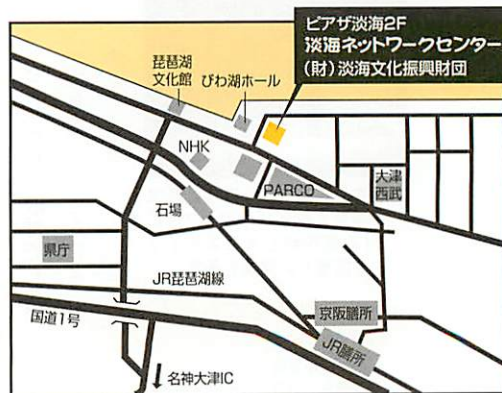 ピアザ淡海2F
淡海ネットワークセンター
(財)淡海文化振興財団
琵琶湖
文化館
びわ湖ホール
NHK
PARCO
大津
西武
石場
県庁
JR琵琶湖線
京阪膳所
国道1号
JR膳所
名神大津IC